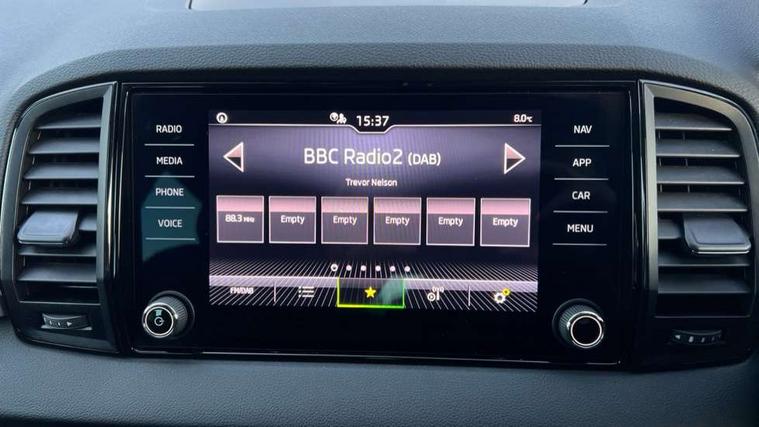 15:37
8.0°C
RADIO
MEDIA
PHONE
VOICE
BBC Radio2 (DAB)
Trevor Nelson
88.3 MHz Empty Empty Empty Empty Empty
FM/DAB
NAV
APP
CAR
MENU